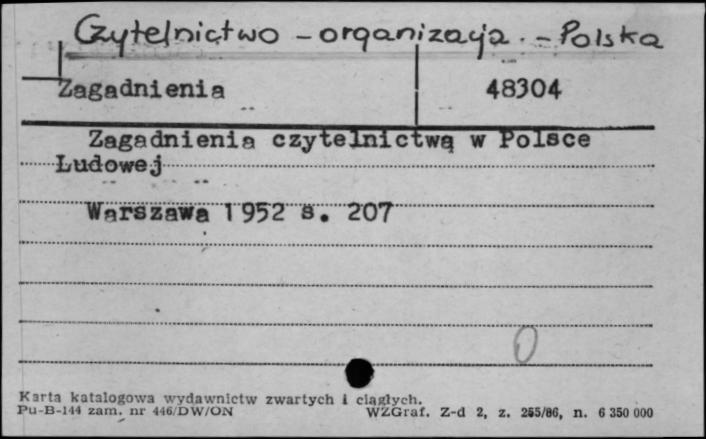 Czytelnictwo - organizacja. - Polska
Zagadnienia 48304
Zagadnienia czytelnictwą w Polsce
Ludowej
Warszawa 1952 s. 207
0
Karta katalogowa wydawnictw zwartych i ciągłych.
Pu-B-144 zam. nr 446/DW/ON WZGraf. Z-d 2, z. 255/86, n. 6 350 000